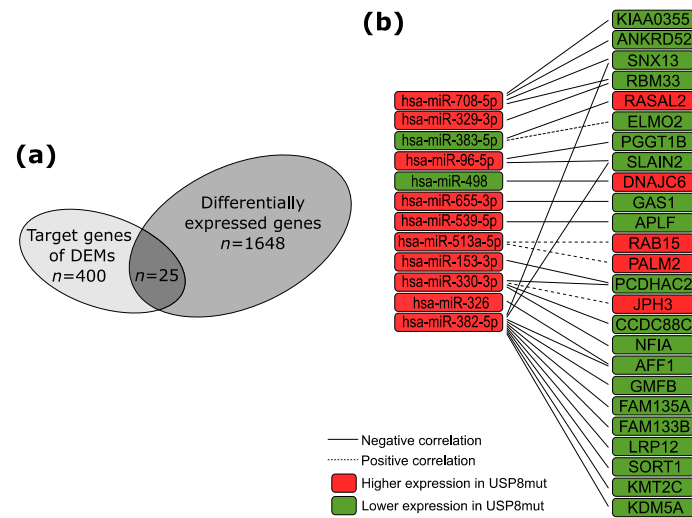 (a)
Target genes
of DEMs
n=400
n=25
Differentially
expressed genes
n=1648
(b)
hsa-miR-708-5p
hsa-miR-329-3p
hsa-miR-383-5p
hsa-miR-96-5p
hsa-miR-498
hsa-miR-655-3p
hsa-miR-539-5p
hsa-miR-513a-5p
hsa-miR-153-3p
hsa-miR-330-3p
hsa-miR-326
hsa-miR-382-5p
KIAA0355
ANKRD52
SNX13
RBM33
RASAL2
ELMO2
PGGT1B
SLAIN2
DNAJC6
GAS1
APLF
RAB15
PALM2
PCDHAC2
JPH3
CCDC88C
NFIA
AFF1
GMFB
FAM135A
FAM133B
LRP12
SORT1
KMT2C
KDM5A
Negative correlation
Positive correlation
Higher expression in USP8mut
Lower expression in USP8mut